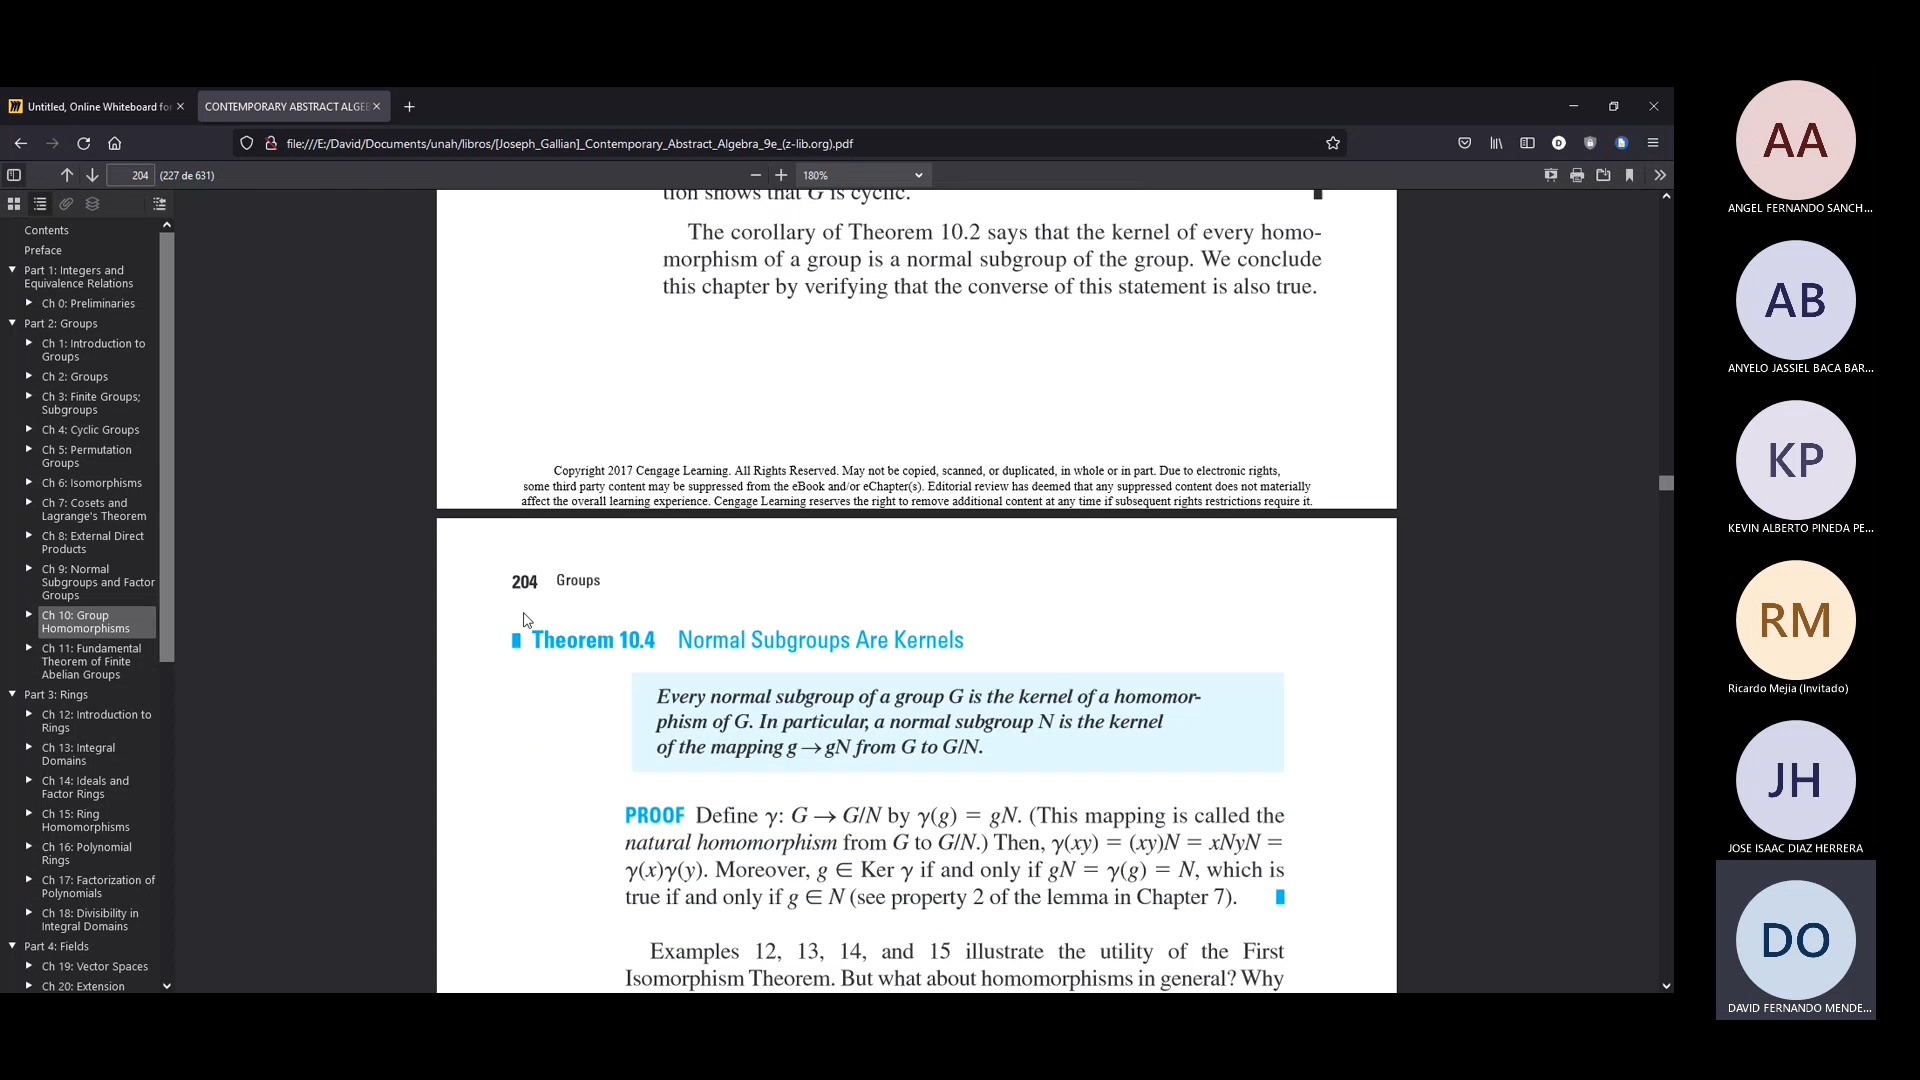 Untitled, Online Whiteboard fo
CONTEMPORARY ABSTRACT ALGEB
file:///E:/David/Documents/unah/libros/[Joseph_Gallian]_Contemporary_Abstract_Algebra_9e_(z-lib.org).pdf
204 (227 de 631)
180%
Contents
Preface
Part 1: Integers and
Equivalence Relations
Ch 0: Preliminaries
Part 2: Groups
Ch 1: Introduction to
Groups
Ch 2: Groups
Ch 3: Finite Groups;
Subgroups
Ch 4: Cyclic Groups
Ch 5: Permutation
Groups
Ch 6: Isomorphisms
Ch 7: Cosets and
Lagrange's Theorem
Ch 8: External Direct
Products
Ch 9: Normal
Subgroups and Factor
Groups
Ch 10: Group
Homomorphisms
Ch 11: Fundamental
Theorem of Finite
Abelian Groups
Part 3: Rings
Ch 12: Introduction to
Rings
Ch 13: Integral
Domains
Ch 14: Ideals and
Factor Rings
Ch 15: Ring
Homomorphisms
Ch 16: Polynomial
Rings
Ch 17: Factorization of
Polynomials
Ch 18: Divisibility in
Integral Domains
Part 4: Fields
Ch 19: Vector Spaces
Ch 20: Extension
tion shows that G is cyclic.
The corollary of Theorem 10.2 says that the kernel of every homo-
morphism of a group is a normal subgroup of the group. We conclude
this chapter by verifying that the converse of this statement is also true.
Copyright 2017 Cengage Learning. All Rights Reserved. May not be copied, scanned, or duplicated, in whole or in part. Due to electronic rights,
some third party content may be suppressed from the eBook and/or eChapter(s). Editorial review has deemed that any suppressed content does not materially
affect the overall learning experience. Cengage Learning reserves the right to remove additional content at any time if subsequent rights restrictions require it.
204 Groups
Theorem 10.4 Normal Subgroups Are Kernels
Every normal subgroup of a group G is the kernel of a homomor-
phism of G. In particular, a normal subgroup N is the kernel
of the mapping g → gN from G to G/N.
PROOF Define γ: G → G/N by γ(g) = gN. (This mapping is called the
natural homomorphism from G to G/N.) Then, γ(xy) = (xy)N = xNyN =
γ(x)γ(y). Moreover, g ∈ Ker γ if and only if gN = γ(g) = N, which is
true if and only if g ∈ N (see property 2 of the lemma in Chapter 7).
Examples 12, 13, 14, and 15 illustrate the utility of the First
Isomorphism Theorem. But what about homomorphisms in general? Why
AA
ANGEL FERNANDO SANCH...
AB
ANYELO JASSIEL BACA BAR...
KP
KEVIN ALBERTO PINEDA PE...
RM
Ricardo Mejia (Invitado)
JH
JOSE ISAAC DIAZ HERRERA
DO
DAVID FERNANDO MENDE...